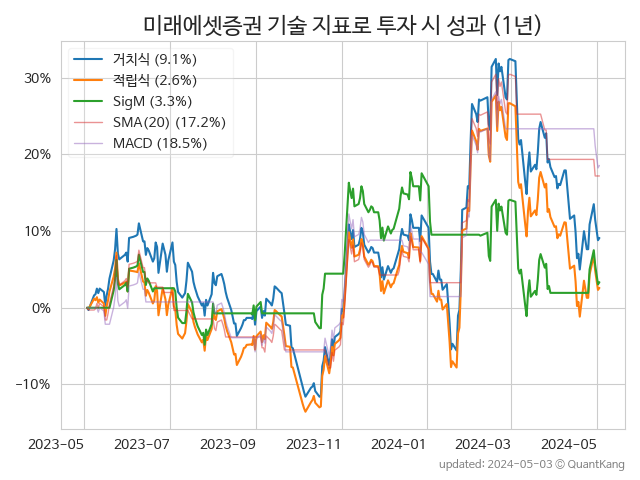 미래에셋증권 기술 지표로 투자 시 성과 (1년)
거치식 (9.1%)
적립식 (2.6%)
SigM (3.3%)
SMA(20) (17.2%)
MACD (18.5%)
30%
20%
10%
0%
−10%
2023-05 2023-07 2023-09 2023-11 2024-01 2024-03 2024-05
updated: 2024-05-03 © QuantKang